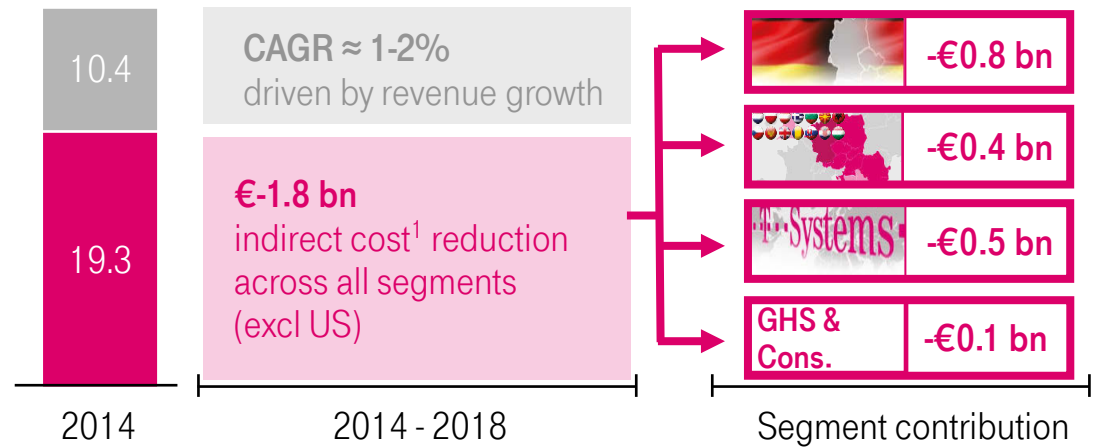 10.4
19.3
2014
CAGR ≈ 1-2%
driven by revenue growth
€-1.8 bn
indirect cost¹ reduction
across all segments
(excl US)
2014 - 2018
-€0.8 bn
-€0.4 bn
·T··Systems·
-€0.5 bn
GHS &
Cons.
-€0.1 bn
Segment contribution